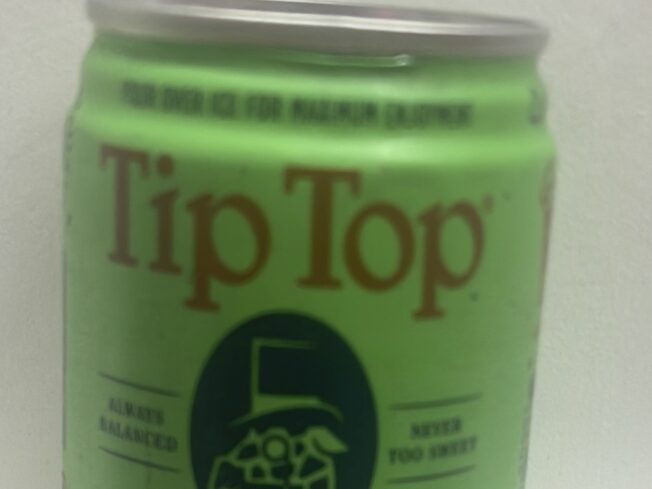 POUR OVER ICE FOR MAXIMUM ENJOYMENT
Tip Top
ALWAYS
BALANCED
NEVER
TOO SWEET